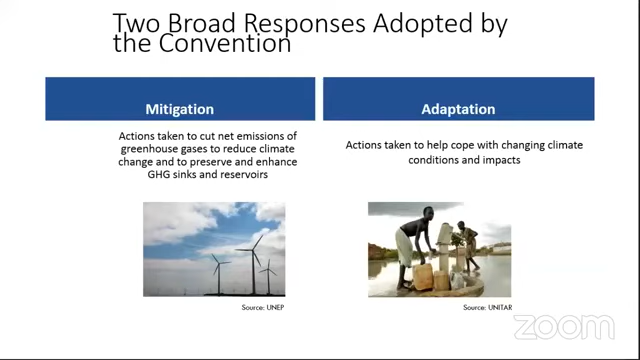 Two Broad Responses Adopted by
the Convention
Mitigation
Actions taken to cut net emissions of
greenhouse gases to reduce climate
change and to preserve and enhance
GHG sinks and reservoirs
Source: UNEP
Adaptation
Actions taken to help cope with changing climate
conditions and impacts
Source: UNITAR
zoom